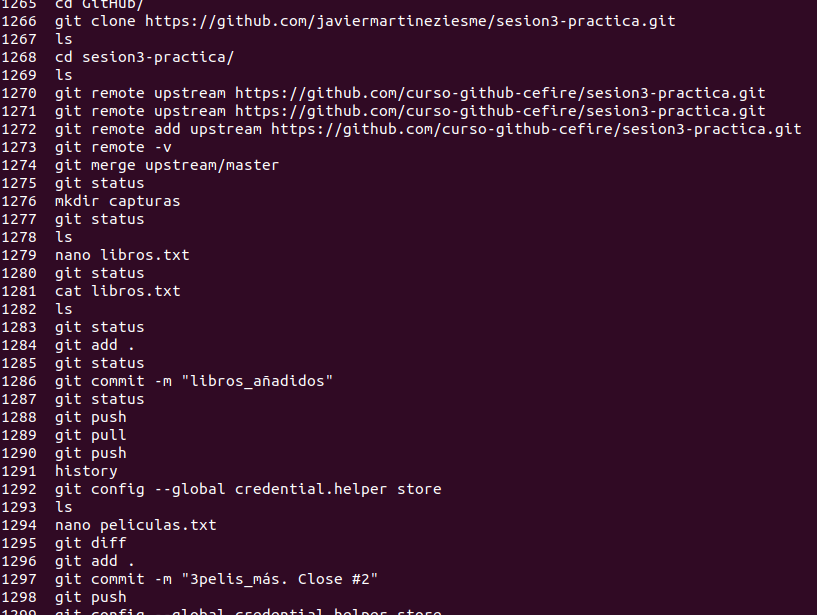 1265  cd GitHub/
1266  git clone https://github.com/javiermartineziesme/sesion3-practica.git
1267  ls
1268  cd sesion3-practica/
1269  ls
1270  git remote upstream https://github.com/curso-github-cefire/sesion3-practica.git
1271  git remote upstream https://github.com/curso-github-cefire/sesion3-practica.git
1272  git remote add upstream https://github.com/curso-github-cefire/sesion3-practica.git
1273  git remote -v
1274  git merge upstream/master
1275  git status
1276  mkdir capturas
1277  git status
1278  ls
1279  nano libros.txt
1280  git status
1281  cat libros.txt
1282  ls
1283  git status
1284  git add .
1285  git status
1286  git commit -m "libros_añadidos"
1287  git status
1288  git push
1289  git pull
1290  git push
1291  history
1292  git config --global credential.helper store
1293  ls
1294  nano peliculas.txt
1295  git diff
1296  git add .
1297  git commit -m "3pelis_más. Close #2"
1298  git push
1299  git config --global credential.helper store